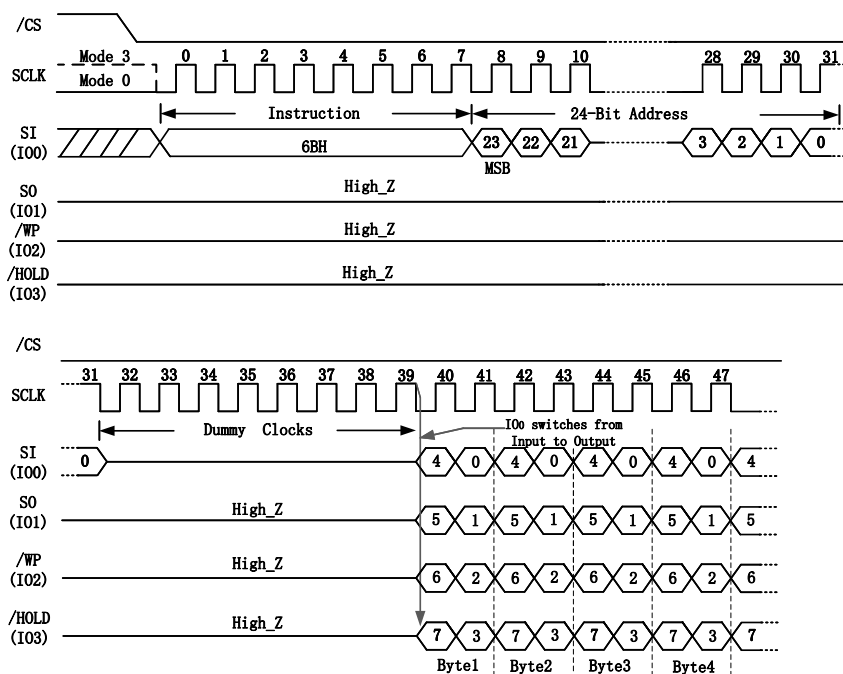 /CS
Mode 3 0 1 2 3 4 5 6 7 8 9 10 28 29 30 31
SCLK Mode 0
Instruction 24-Bit Address
SI
(IO0) 6BH 23 22 21 3 2 1 0
MSB
SO High_Z
(IO1)
/WP High_Z
(IO2)
/HOLD High_Z
(IO3)
/CS
31 32 33 34 35 36 37 38 39 40 41 42 43 44 45 46 47
SCLK
Dummy Clocks IO0 switches from
Input to Output
SI
(IO0) 0 4 0 4 0 4 0 4 0 4
SO High_Z
(IO1) 5 1 5 1 5 1 5 1 5
/WP High_Z
(IO2) 6 2 6 2 6 2 6 2 6
/HOLD High_Z
(IO3) 7 3 7 3 7 3 7 3 7
Byte1 Byte2 Byte3 Byte4